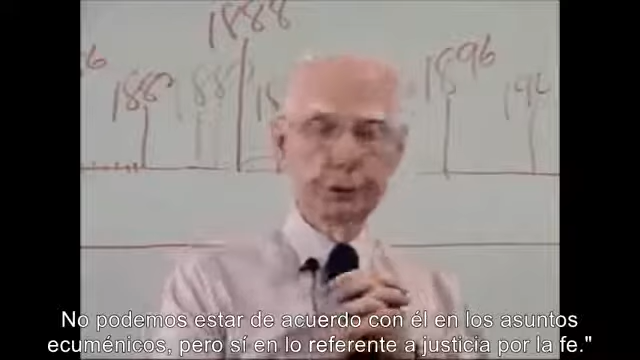 1888
1888
1896
No podemos estar de acuerdo con él en los asuntos
ecuménicos, pero sí en lo referente a justicia por la fe."